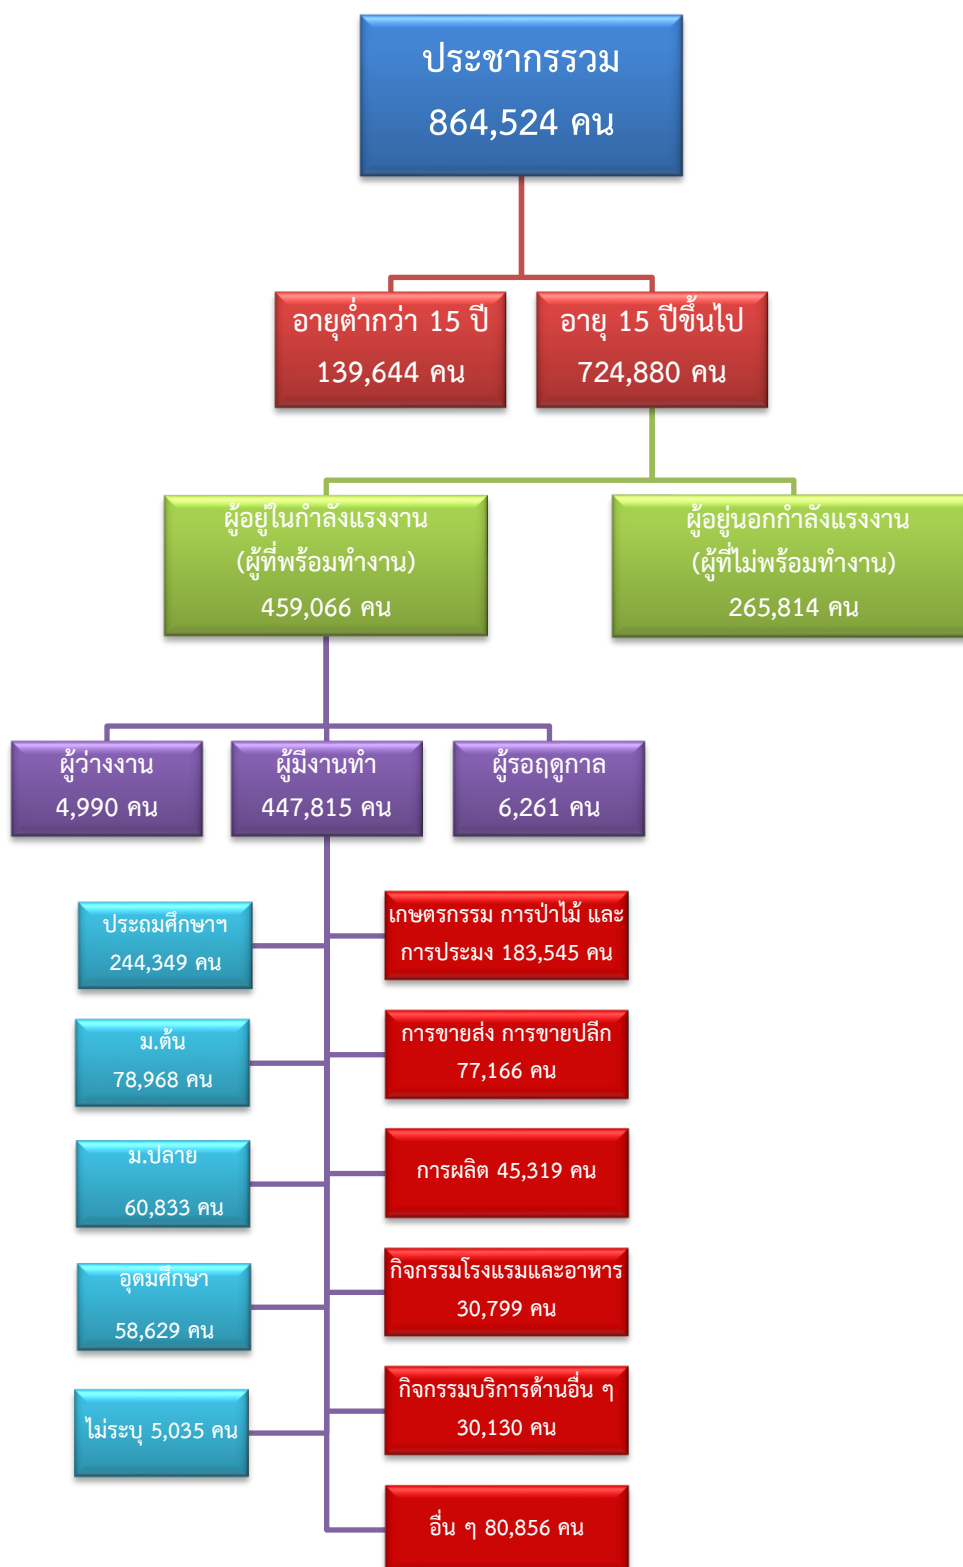 ประชากรรวม
864,524 คน
อายุต่ำกว่า 15 ปี
139,644 คน
อายุ 15 ปีขึ้นไป
724,880 คน
ผู้อยู่ในกำลังแรงงาน
(ผู้ที่พร้อมทำงาน)
459,066 คน
ผู้อยู่นอกกำลังแรงงาน
(ผู้ที่ไม่พร้อมทำงาน)
265,814 คน
ผู้ว่างงาน
4,990 คน
ผู้มีงานทำ
447,815 คน
ผู้รอฤดูกาล
6,261 คน
ประถมศึกษาฯ
244,349 คน
ม.ต้น
78,968 คน
ม.ปลาย
60,833 คน
อุดมศึกษา
58,629 คน
ไม่ระบุ 5,035 คน
เกษตรกรรม การป่าไม้ และ
การประมง 183,545 คน
การขายส่ง การขายปลีก
77,166 คน
การผลิต 45,319 คน
กิจกรรมโรงแรมและอาหาร
30,799 คน
กิจกรรมบริการด้านอื่น ๆ
30,130 คน
อื่น ๆ 80,856 คน